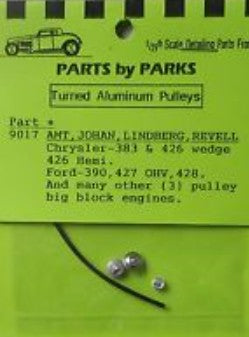 1/25th Scale Detailing Parts For
PARTS by PARKS
Turned Aluminum Pulleys
Part #
9017 AMT, JOHAN, LINDBERG, REVELL
Chrysler-383 & 426 wedge
426 Hemi.
Ford-390,427 OHV,428.
And many other (3) pulley
big block engines.